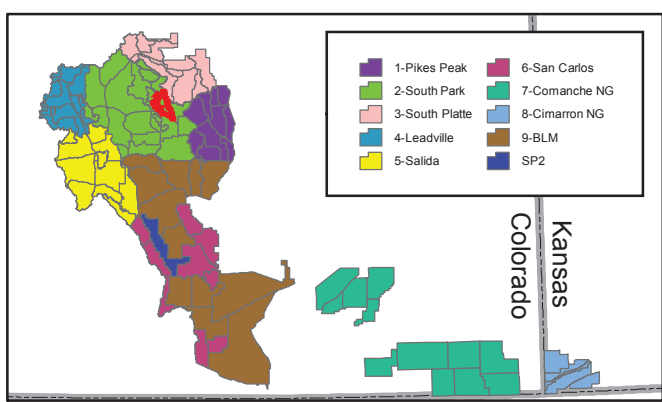 1-Pikes Peak
2-South Park
3-South Platte
4-Leadville
5-Salida
6-San Carlos
7-Comanche NG
8-Cimarron NG
9-BLM
SP2
Kansas
Colorado